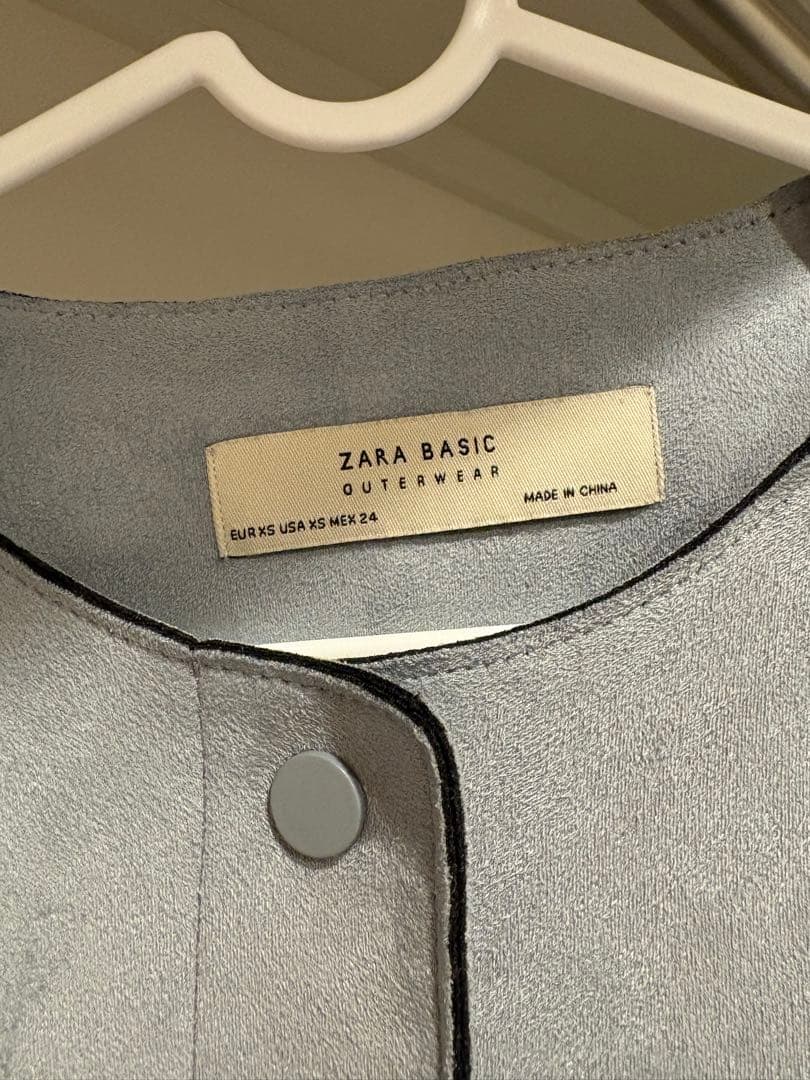 ZARA BASIC
OUTERWEAR
EUR XS USA XS MEX 24
MADE IN CHINA